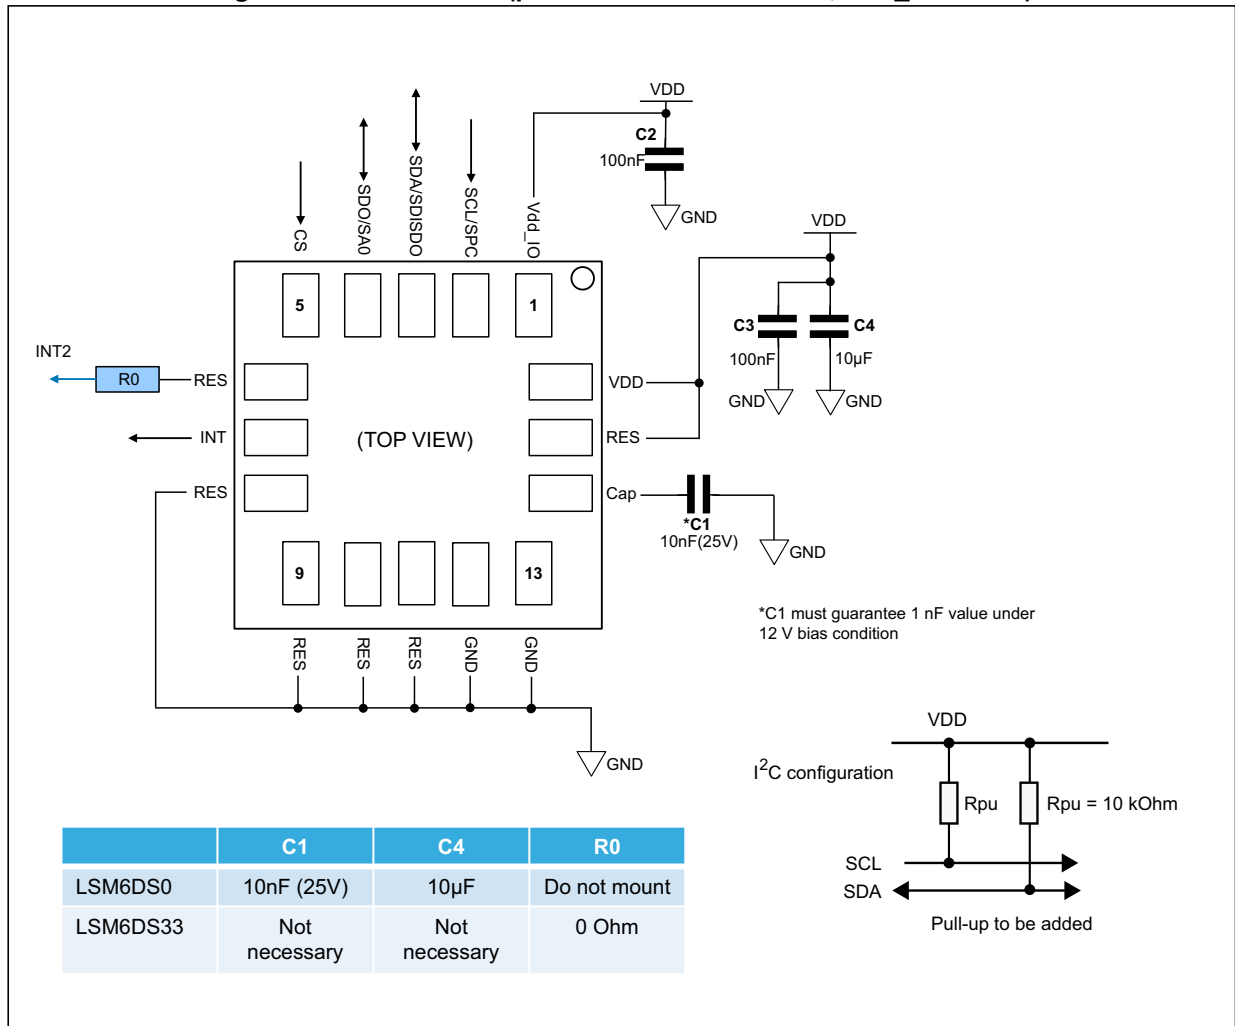 VDD
C2
100nF
GND
CS
SDO/SA0
SDA/SDISDO
SCL/SPC
Vdd_IO
VDD
C3
100nF
C4
10µF
GND
GND
5
1
INT2
R0
RES
INT
RES
(TOP VIEW)
VDD
RES
Cap
*C1
10nF(25V)
GND
9
13
RES
RES
RES
GND
GND
GND
*C1 must guarantee 1 nF value under
12 V bias condition
VDD
I2C configuration
Rpu
Rpu = 10 kOhm
SCL
SDA
Pull-up to be added
C1 C4 R0
LSM6DS0 10nF (25V) 10µF Do not mount
LSM6DS33 Not necessary Not necessary 0 Ohm